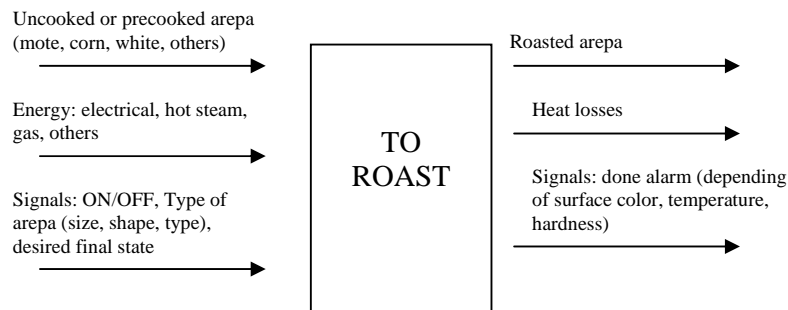 Uncooked or precooked arepa
(mote, corn, white, others)
Energy: electrical, hot steam,
gas, others
Signals: ON/OFF, Type of
arepa (size, shape, type),
desired final state
TO
ROAST
Roasted arepa
Heat losses
Signals: done alarm (depending
of surface color, temperature,
hardness)